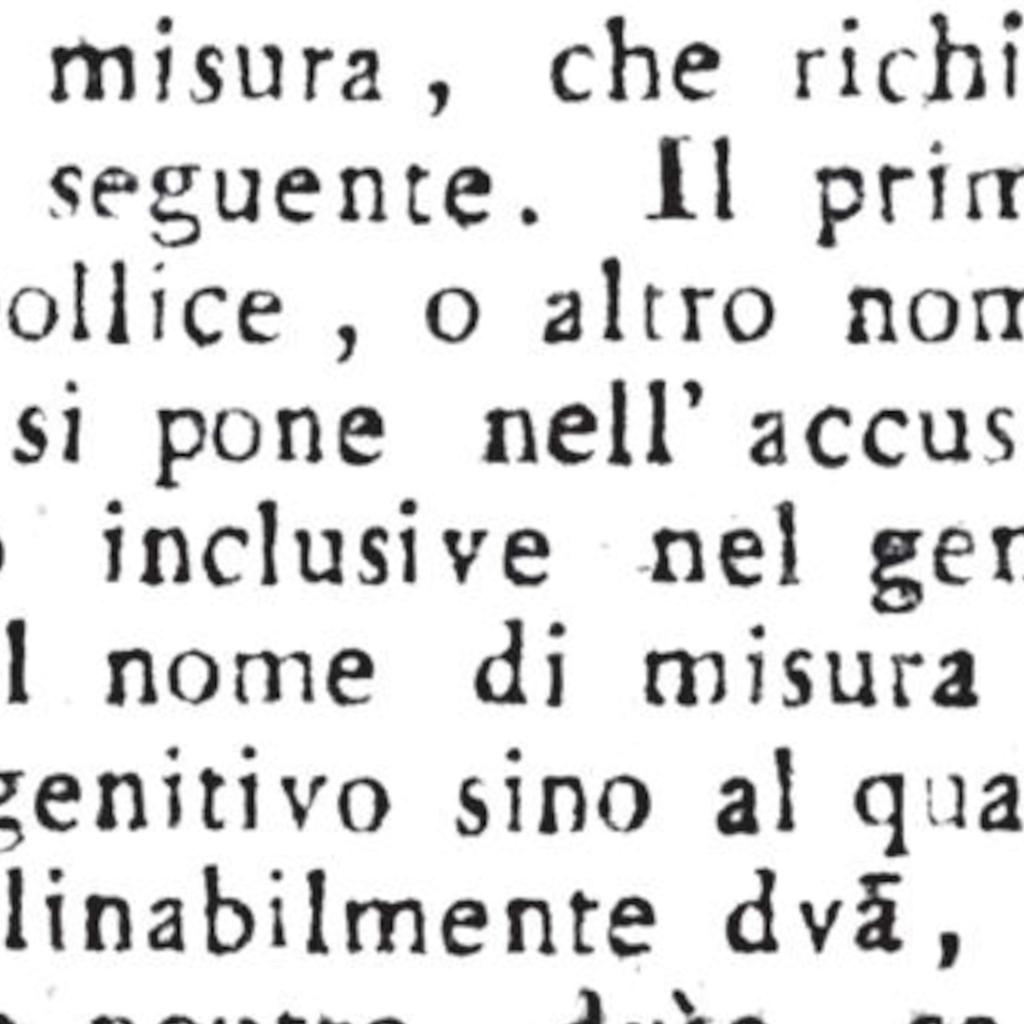 misura, che richi
seguente. Il prim
ollice, o altro nom
si pone nell' accus
o inclusive nel gen
l nome di misura
genitivo sino al qua
linabilmente dvā,